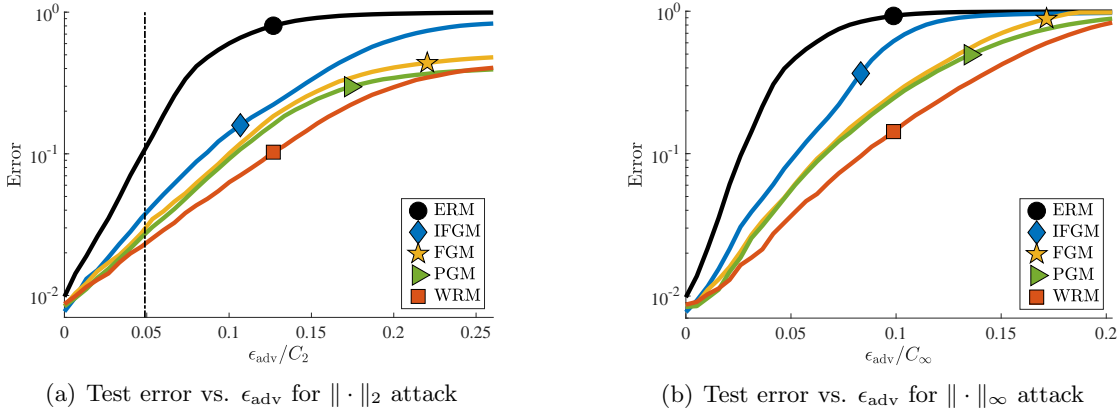 10^0
10^-1
10^-2
Error
0 0.05 0.1 0.15 0.2 0.25
ϵ_adv/C_2
ERM
IFGM
FGM
PGM
WRM
(a) Test error vs. ϵ_adv for ‖ · ‖_2 attack
10^0
10^-1
10^-2
Error
0 0.05 0.1 0.15 0.2
ϵ_adv/C_∞
ERM
IFGM
FGM
PGM
WRM
(b) Test error vs. ϵ_adv for ‖ · ‖_∞ attack